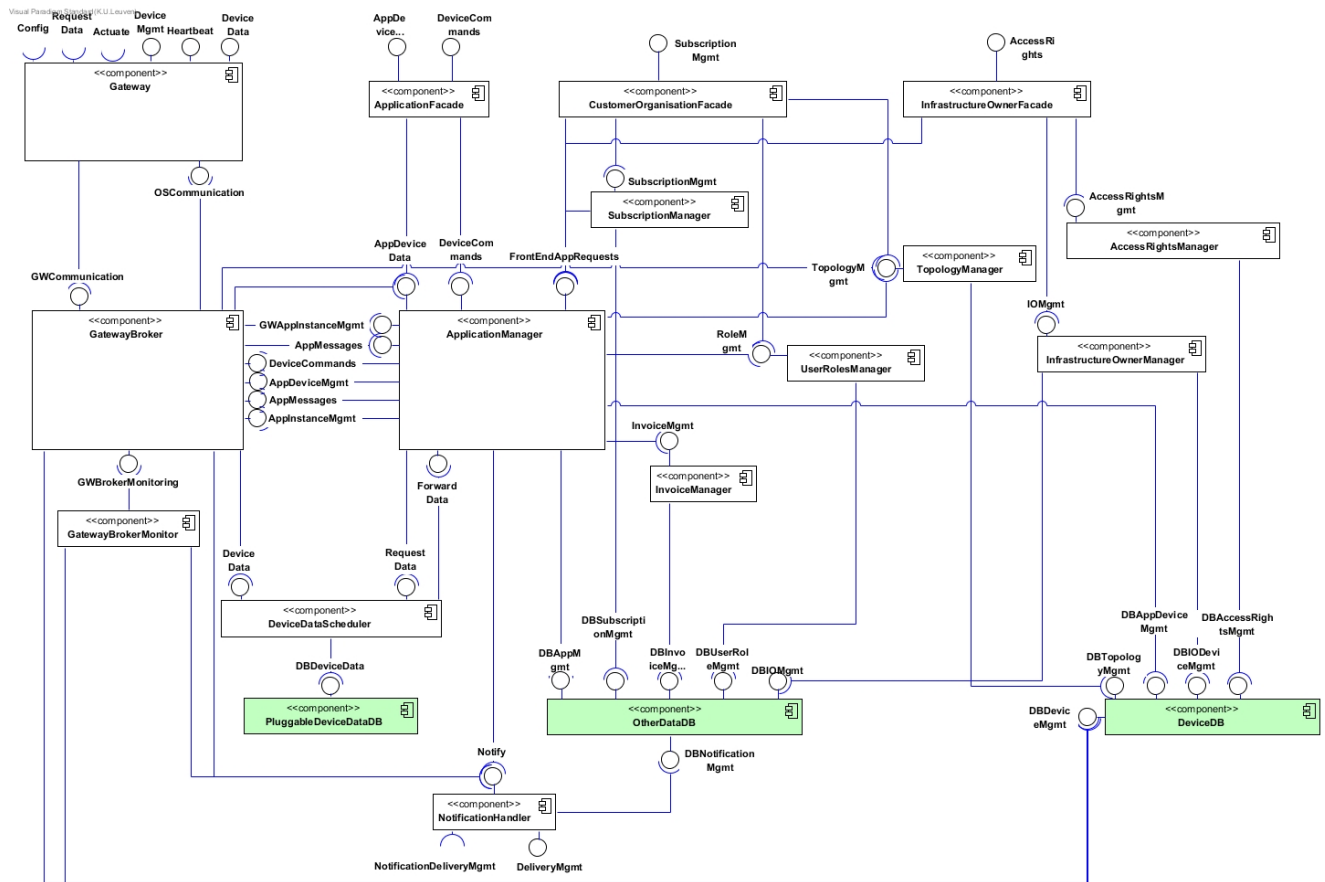 Visual Paradigm Standard(K.U.Leuven)
Config
Request
Data
Actuate
Device
Mgmt
Heartbeat
Device
Data
AppDe
vice...
DeviceCom
mands
Subscription
Mgmt
AccessRi
ghts
<<component>>
Gateway
<<component>>
ApplicationFacade
<<component>>
CustomerOrganisationFacade
<<component>>
InfrastructureOwnerFacade
OSCommunication
SubscriptionMgmt
<<component>>
SubscriptionManager
AccessRightsM
gmt
<<component>>
AccessRightsManager
AppDevice
Data
DeviceCom
mands
FrontEndAppRequests
TopologyM
gmt
<<component>>
TopologyManager
GWCommunication
IOMgmt
<<component>>
GatewayBroker
GWAppInstanceMgmt
AppMessages
DeviceCommands
AppDeviceMgmt
AppMessages
AppInstanceMgmt
<<component>>
ApplicationManager
RoleM
gmt
<<component>>
UserRolesManager
<<component>>
InfrastructureOwnerManager
InvoiceMgmt
<<component>>
InvoiceManager
GWBrokerMonitoring
Forward
Data
<<component>>
GatewayBrokerMonitor
Device
Data
Request
Data
<<component>>
DeviceDataScheduler
DBDeviceData
<<component>>
PluggableDeviceDataDB
DBAppM
gmt
DBSubscripti
onMgmt
DBInvo
iceMg...
DBUserRol
eMgmt
DBIOMgmt
<<component>>
OtherDataDB
DBTopolog
yMgmt
DBAppDevice
Mgmt
DBIODevi
ceMgmt
DBAccessRigh
tsMgmt
DBDevic
eMgmt
<<component>>
DeviceDB
Notify
DBNotification
Mgmt
<<component>>
NotificationHandler
NotificationDeliveryMgmt
DeliveryMgmt